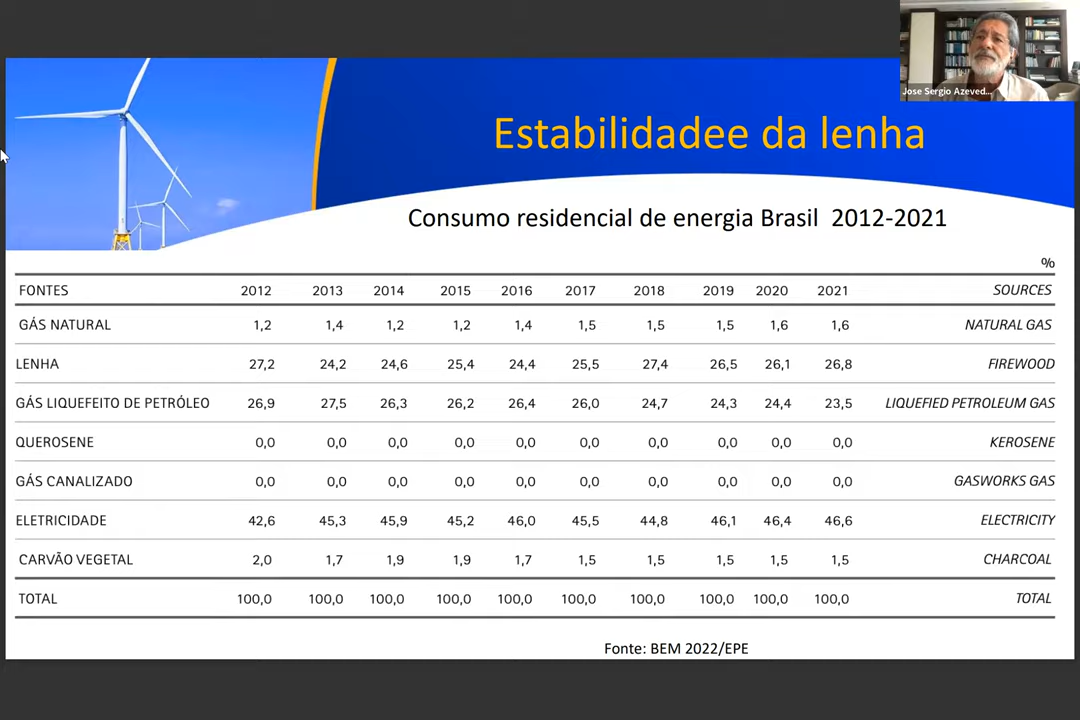 Jose Sergio Azeved...
Estabilidadee da lenha
Consumo residencial de energia Brasil 2012-2021
%
FONTES 2012 2013 2014 2015 2016 2017 2018 2019 2020 2021 SOURCES
GÁS NATURAL 1,2 1,4 1,2 1,2 1,4 1,5 1,5 1,5 1,6 1,6 NATURAL GAS
LENHA 27,2 24,2 24,6 25,4 24,4 25,5 27,4 26,5 26,1 26,8 FIREWOOD
GÁS LIQUEFEITO DE PETRÓLEO 26,9 27,5 26,3 26,2 26,4 26,0 24,7 24,3 24,4 23,5 LIQUEFIED PETROLEUM GAS
QUEROSENE 0,0 0,0 0,0 0,0 0,0 0,0 0,0 0,0 0,0 0,0 KEROSENE
GÁS CANALIZADO 0,0 0,0 0,0 0,0 0,0 0,0 0,0 0,0 0,0 0,0 GASWORKS GAS
ELETRICIDADE 42,6 45,3 45,9 45,2 46,0 45,5 44,8 46,1 46,4 46,6 ELECTRICITY
CARVÃO VEGETAL 2,0 1,7 1,9 1,9 1,7 1,5 1,5 1,5 1,5 1,5 CHARCOAL
TOTAL 100,0 100,0 100,0 100,0 100,0 100,0 100,0 100,0 100,0 100,0 TOTAL
Fonte: BEM 2022/EPE